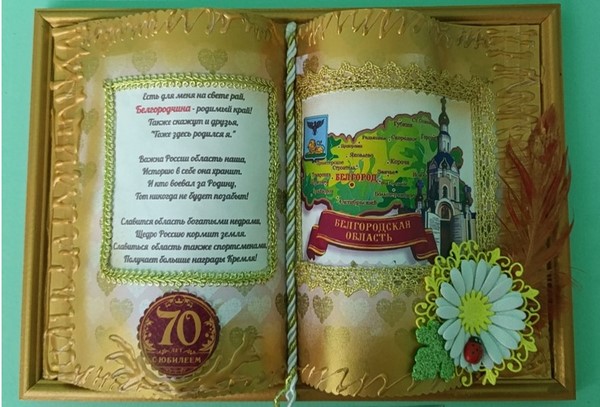 Есть для меня на свете рай,
Белгородчина - родимый край!
Также скажут и друзья,
"Тоже здесь родился я."
Важна России область наша,
Историю в себе она хранит.
И кто воевал за Родину,
Тот никогда не будет позабыт!
Славится область богатыми недрами,
Щедро Россию кормит земля.
Славиться область также спортсменами,
Получает большие награды Кремля!
70
ЛЕТ
С ЮБИЛЕЕМ
БЕЛГОРОД
БЕЛГОРОДСКАЯ
ОБЛАСТЬ